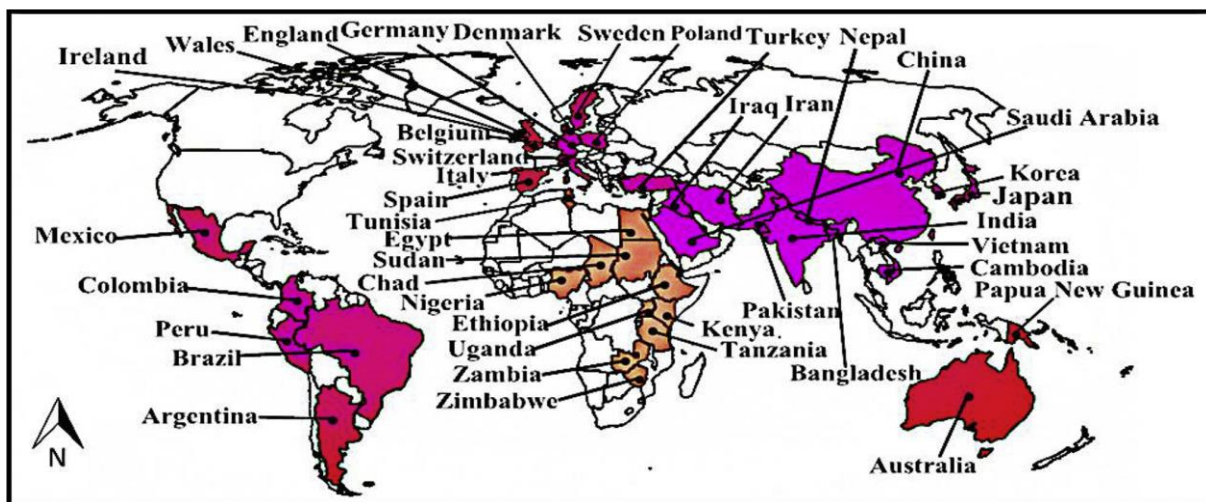 England
Germany
Denmark
Sweden
Poland
Turkey
Nepal
Wales
Ireland
China
Iraq
Iran
Saudi Arabia
Belgium
Switzerland
Italy
Spain
Korea
Japan
Tunisia
India
Mexico
Egypt
Vietnam
Sudan
Cambodia
Chad
Colombia
Papua New Guinea
Nigeria
Pakistan
Ethiopia
Kenya
Peru
Uganda
Tanzania
Brazil
Zambia
Bangladesh
Zimbabwe
Argentina
N
Australia